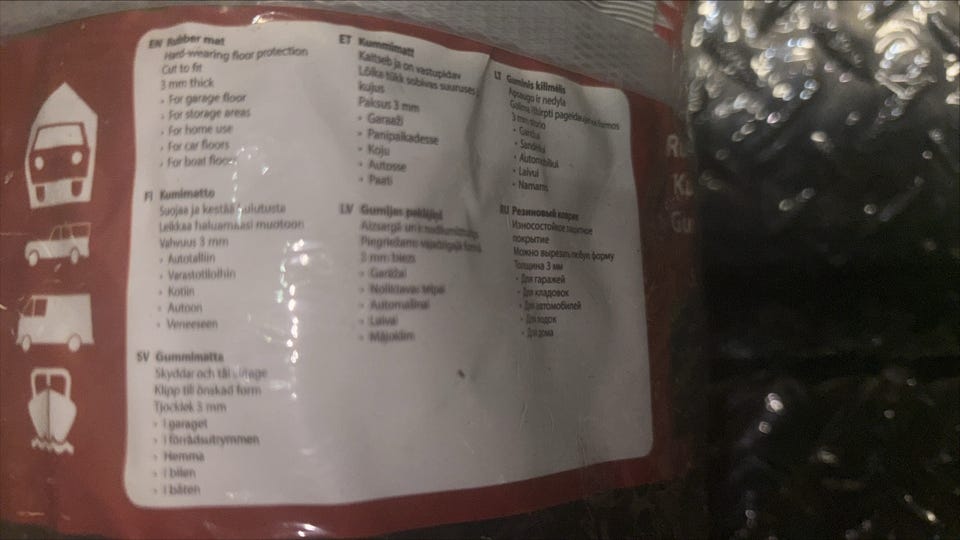 EN Rubber mat
Hard-wearing floor protection
Cut to fit
3 mm thick
• For garage floor
• For storage areas
• For home use
• For car floors
• For boat floors
FI Kumimatto
Suojaa ja kestää kulutusta
Leikkaa haluamaasi muotoon
Vahvuus 3 mm
• Autotalliin
• Varastotiloihin
• Kotiin
• Autoon
• Veneeseen
SV Gummimatta
Skyddar och tål slitage
Klipp till önskad form
Tjocklek 3 mm
• I garaget
• I förrådsutrymmen
• Hemma
• I bilen
• I båten
ET Kummimatt
Kaitseb ja on vastupidav
Lõika tükk sobivas suuruses
kujus
Paksus 3 mm
• Garaaži
• Panipaikadesse
• Koju
• Autosse
• Paati
LV Gumijas paklājiņi
Aizsargā un
Piegriežams vajadzīgajā formā
3 mm biezs
• Garāžai
• Noliktavas telpai
• Automašīnai
• Laivai
• Mājoklim
LT Guminis kilimėlis
Apsaugo ir nedyla
Galima iškirpti pageidaujamos formos
3 mm storio
• Garažui
• Sandėliui
• Automobiliui
• Laivui
• Namams
RU Резиновый коврик
Износостойкое защитное
покрытие
Можно вырезать любую форму
Толщина 3 мм
• Для гаражей
• Для кладовок
• Для автомобилей
• Для лодок
• Для дома